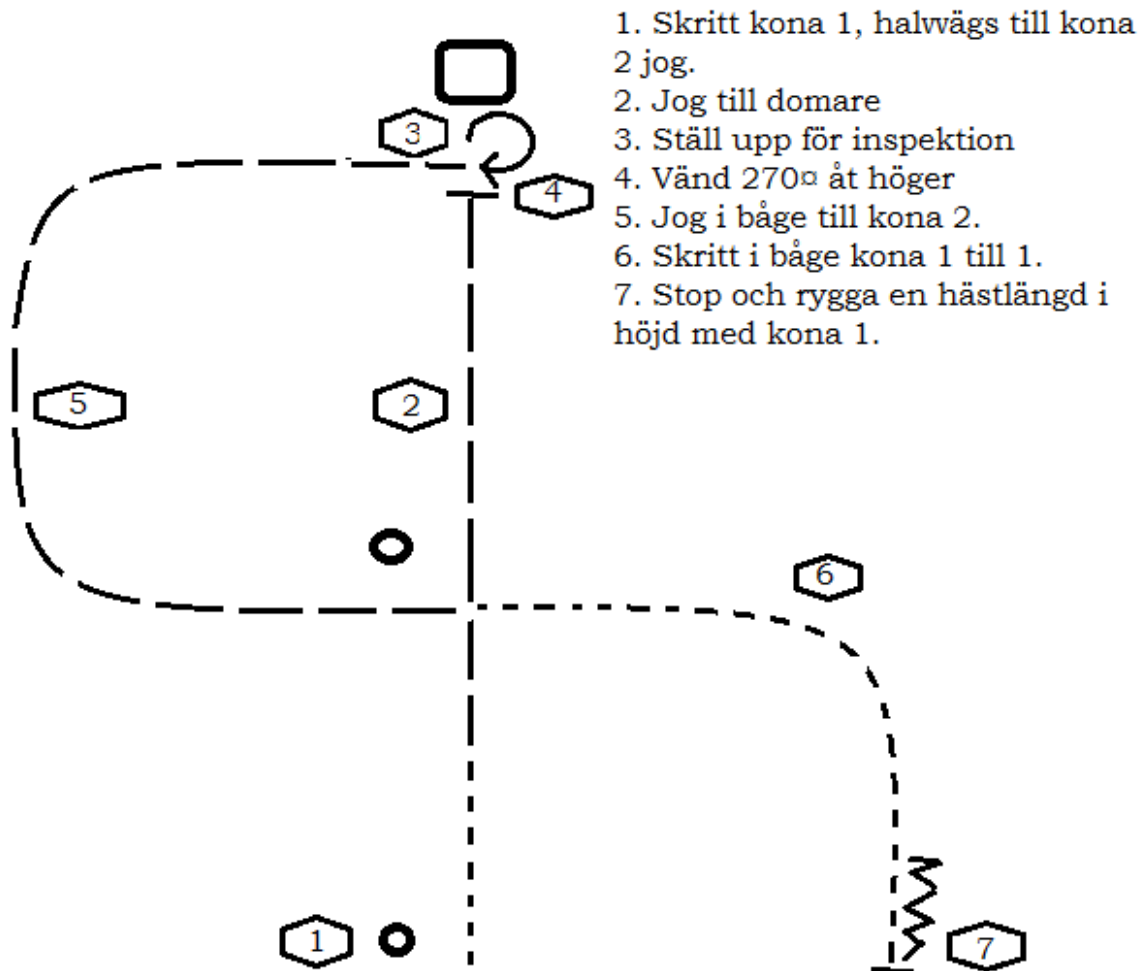 1. Skritt kona 1, halvvägs till kona
2 jog.
2. Jog till domare
3. Ställ upp för inspektion
4. Vänd 270¤ åt höger
5. Jog i båge till kona 2.
6. Skritt i båge kona 1 till 1.
7. Stop och rygga en hästlängd i
höjd med kona 1.
3
4
5
2
6
1
7